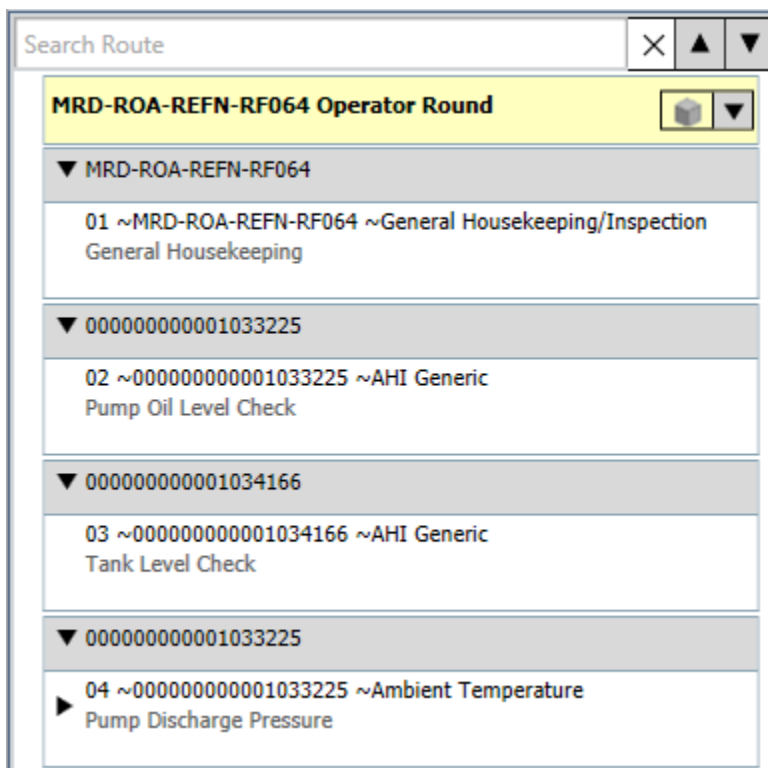 Search Route
MRD-ROA-REFN-RF064 Operator Round
MRD-ROA-REFN-RF064
01 ~MRD-ROA-REFN-RF064 ~General Housekeeping/Inspection
General Housekeeping
000000000001033225
02 ~000000000001033225 ~AHI Generic
Pump Oil Level Check
000000000001034166
03 ~000000000001034166 ~AHI Generic
Tank Level Check
000000000001033225
04 ~000000000001033225 ~Ambient Temperature
Pump Discharge Pressure